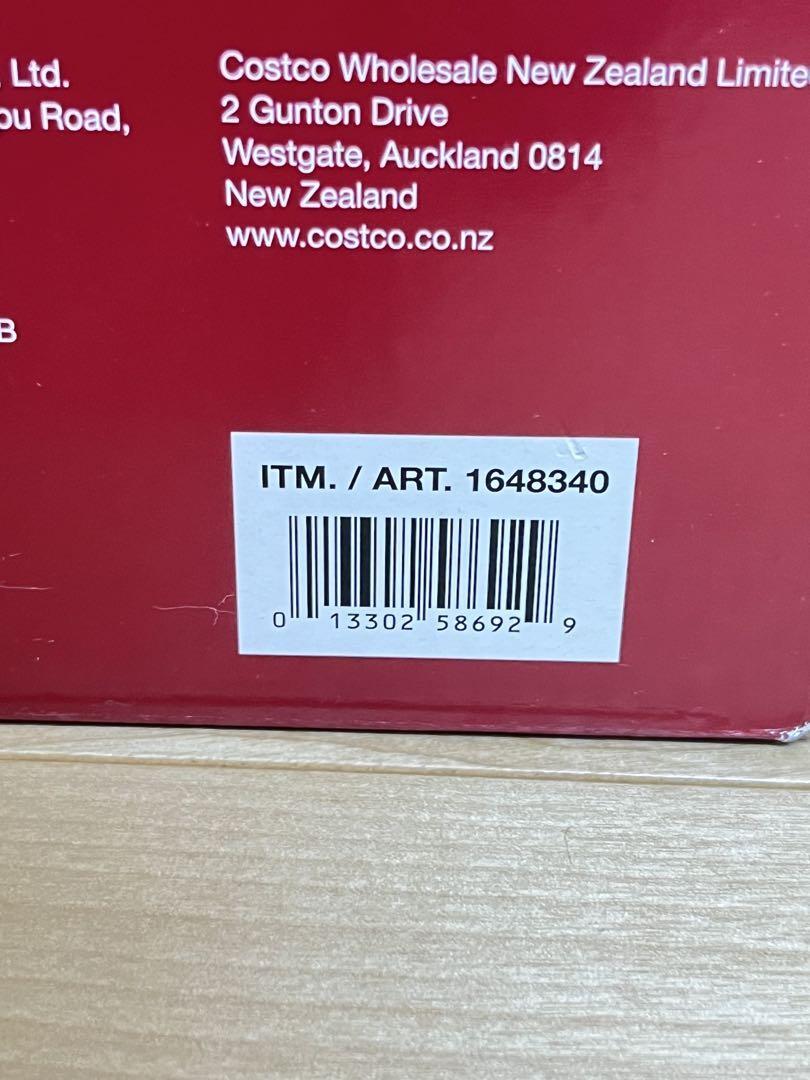 Ltd.
ou Road,
B
Costco Wholesale New Zealand Limite
2 Gunton Drive
Westgate, Auckland 0814
New Zealand
www.costco.co.nz
ITM. / ART. 1648340
0 13302 58692 9